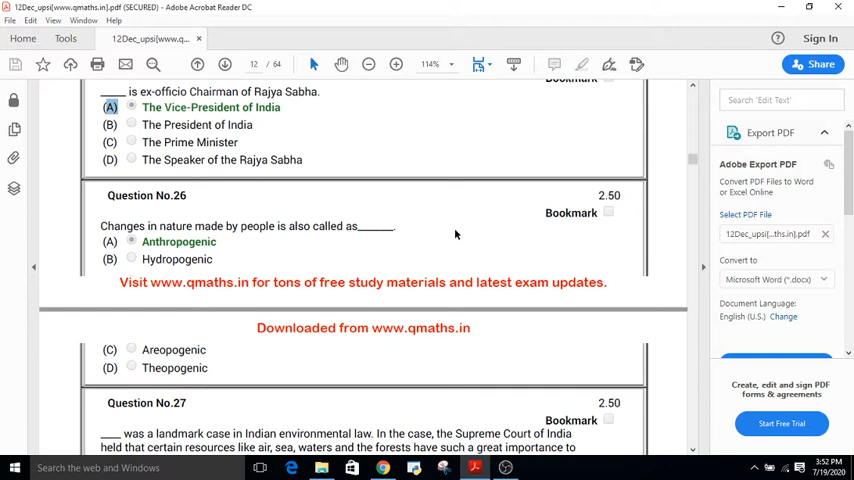 12Dec_upsi[www.qmaths.in].pdf (SECURED) - Adobe Acrobat Reader DC
File Edit View Window Help
Home Tools 12Dec_upsi[www.q... × Sign In
12 / 64 114% Share
Bookmark
____ is ex-officio Chairman of Rajya Sabha.
(A) The Vice-President of India
(B) The President of India
(C) The Prime Minister
(D) The Speaker of the Rajya Sabha
Question No.26 2.50
Bookmark
Changes in nature made by people is also called as______.
(A) Anthropogenic
(B) Hydropogenic
Visit www.qmaths.in for tons of free study materials and latest exam updates.
Downloaded from www.qmaths.in
(C) Areopogenic
(D) Theopogenic
Question No.27 2.50
Bookmark
____ was a landmark case in Indian environmental law. In the case, the Supreme Court of India
held that certain resources like air, sea, waters and the forests have such a great importance to
Search 'Edit Text'
Export PDF
Adobe Export PDF
Convert PDF Files to Word
or Excel Online
Select PDF File
12Dec_upsi[...ths.in].pdf ×
Convert to
Microsoft Word (*.docx)
Document Language:
English (U.S.) Change
Create, edit and sign PDF
forms & agreements
Start Free Trial
Search the web and Windows
3:52 PM
7/19/2020